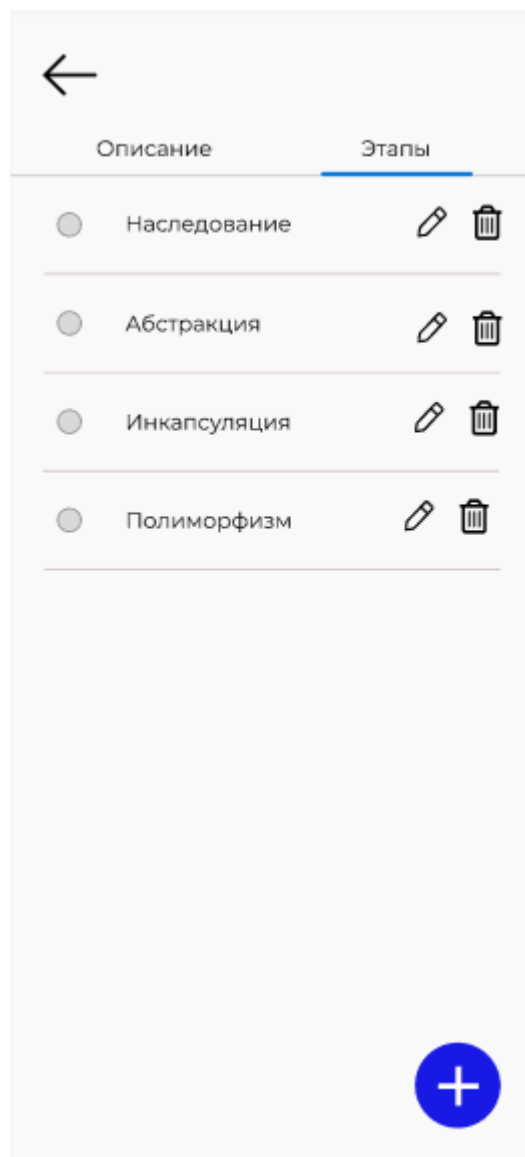 Описание Этапы
Наследование
Абстракция
Инкапсуляция
Полиморфизм